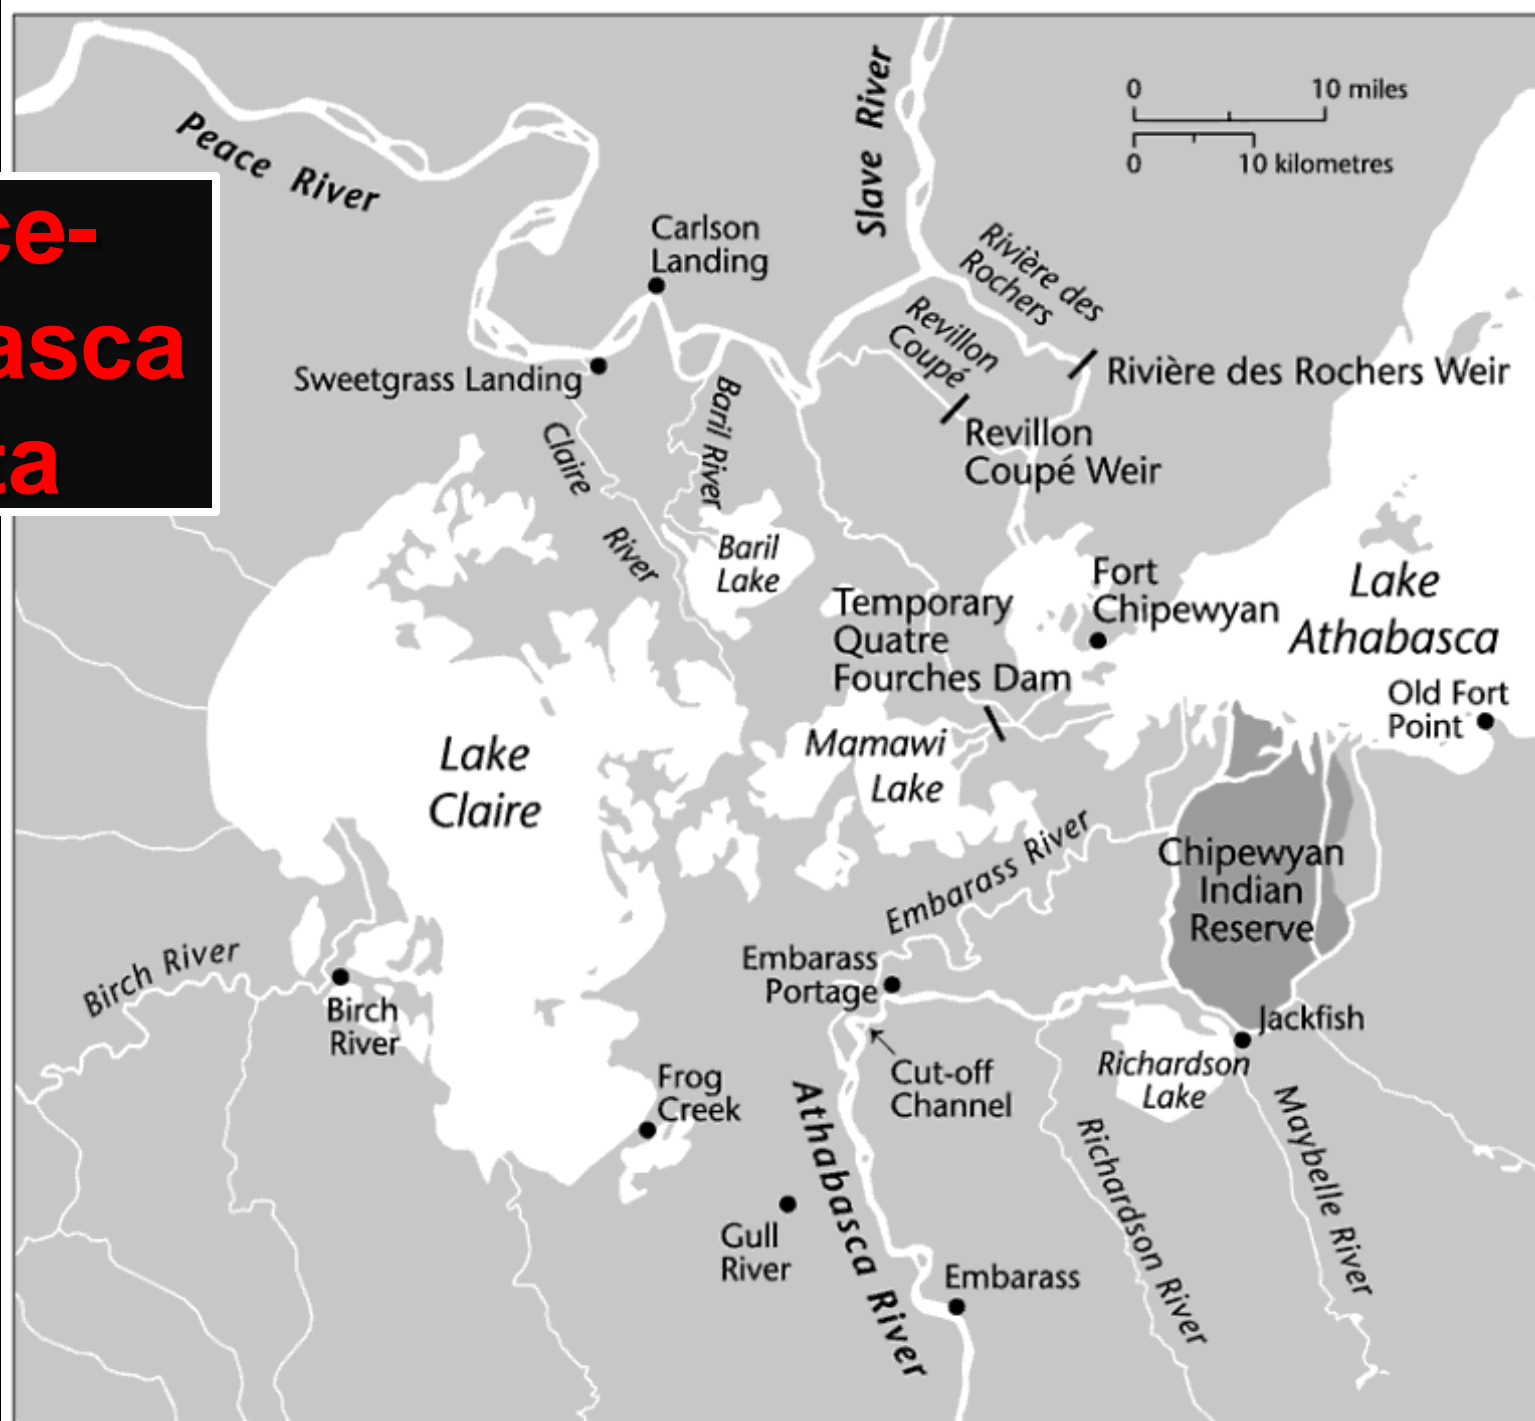 Peace River
Slave River
0 10 miles
0 10 kilometres
ce-
asca
ta
Carlson
Landing
Rivière des
Rochers
Revillon
Coupé
Sweetgrass Landing
Rivière des Rochers Weir
Baril River
Claire River
Revillon
Coupé Weir
Baril
Lake
Fort
Chipewyan
Lake
Athabasca
Temporary
Quatre
Fourches Dam
Old Fort
Point
Lake
Claire
Mamawi
Lake
Embarass River
Chipewyan
Indian
Reserve
Birch River
Embarass
Portage
Birch
River
Jackfish
Richardson
Lake
Cut-off
Channel
Frog
Creek
Athabasca River
Richardson River
Maybelle River
Gull
River
Embarass